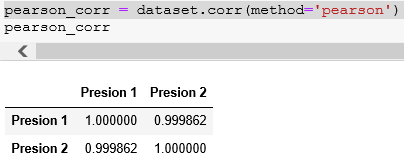 pearson_corr = dataset.corr(method='pearson')
pearson_corr
Presion 1 Presion 2
Presion 1 1.000000 0.999862
Presion 2 0.999862 1.000000